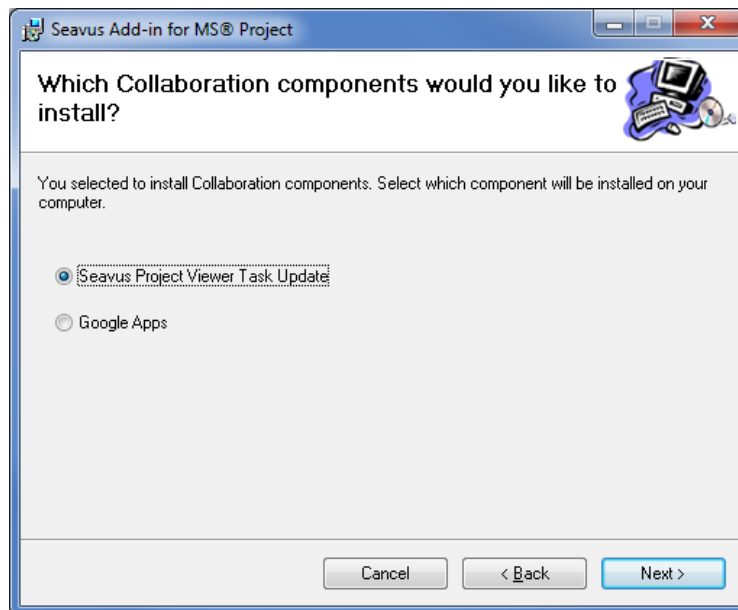 Seavus Add-in for MS® Project
Which Collaboration components would you like to
install?
You selected to install Collaboration components. Select which component will be installed on your
computer.
Seavus Project Viewer Task Update
Google Apps
Cancel
< Back
Next >